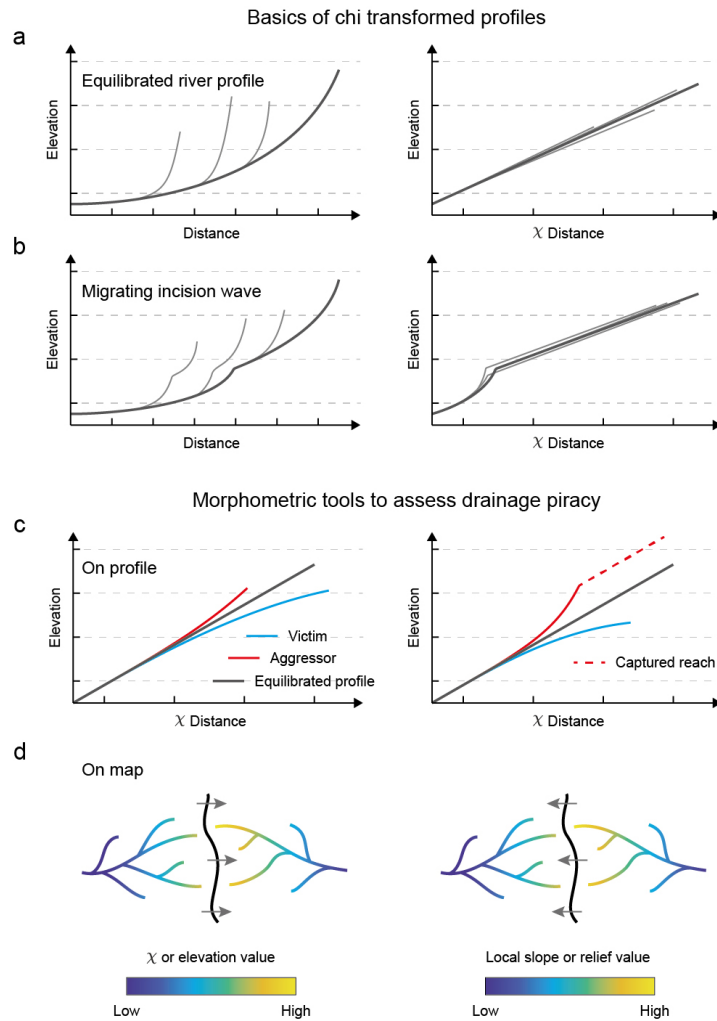 Basics of chi transformed profiles
a
Equilibrated river profile
Elevation
Distance
Elevation
χ Distance
b
Migrating incision wave
Elevation
Distance
Elevation
χ Distance
Morphometric tools to assess drainage piracy
c
On profile
Elevation
Victim
Aggressor
Equilibrated profile
χ Distance
Elevation
Captured reach
χ Distance
d
On map
χ or elevation value
Low
High
Local slope or relief value
Low
High